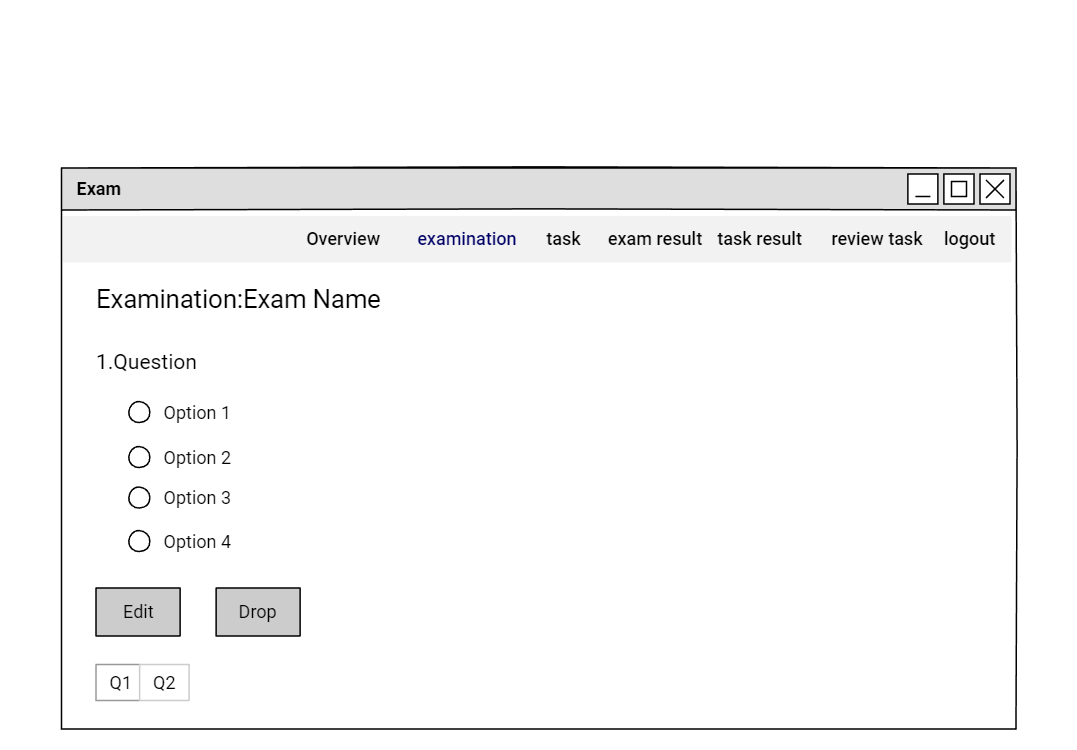 Exam
Overview examination task exam result task result review task logout
Examination:Exam Name
1.Question
Option 1
Option 2
Option 3
Option 4
Edit Drop
Q1 Q2